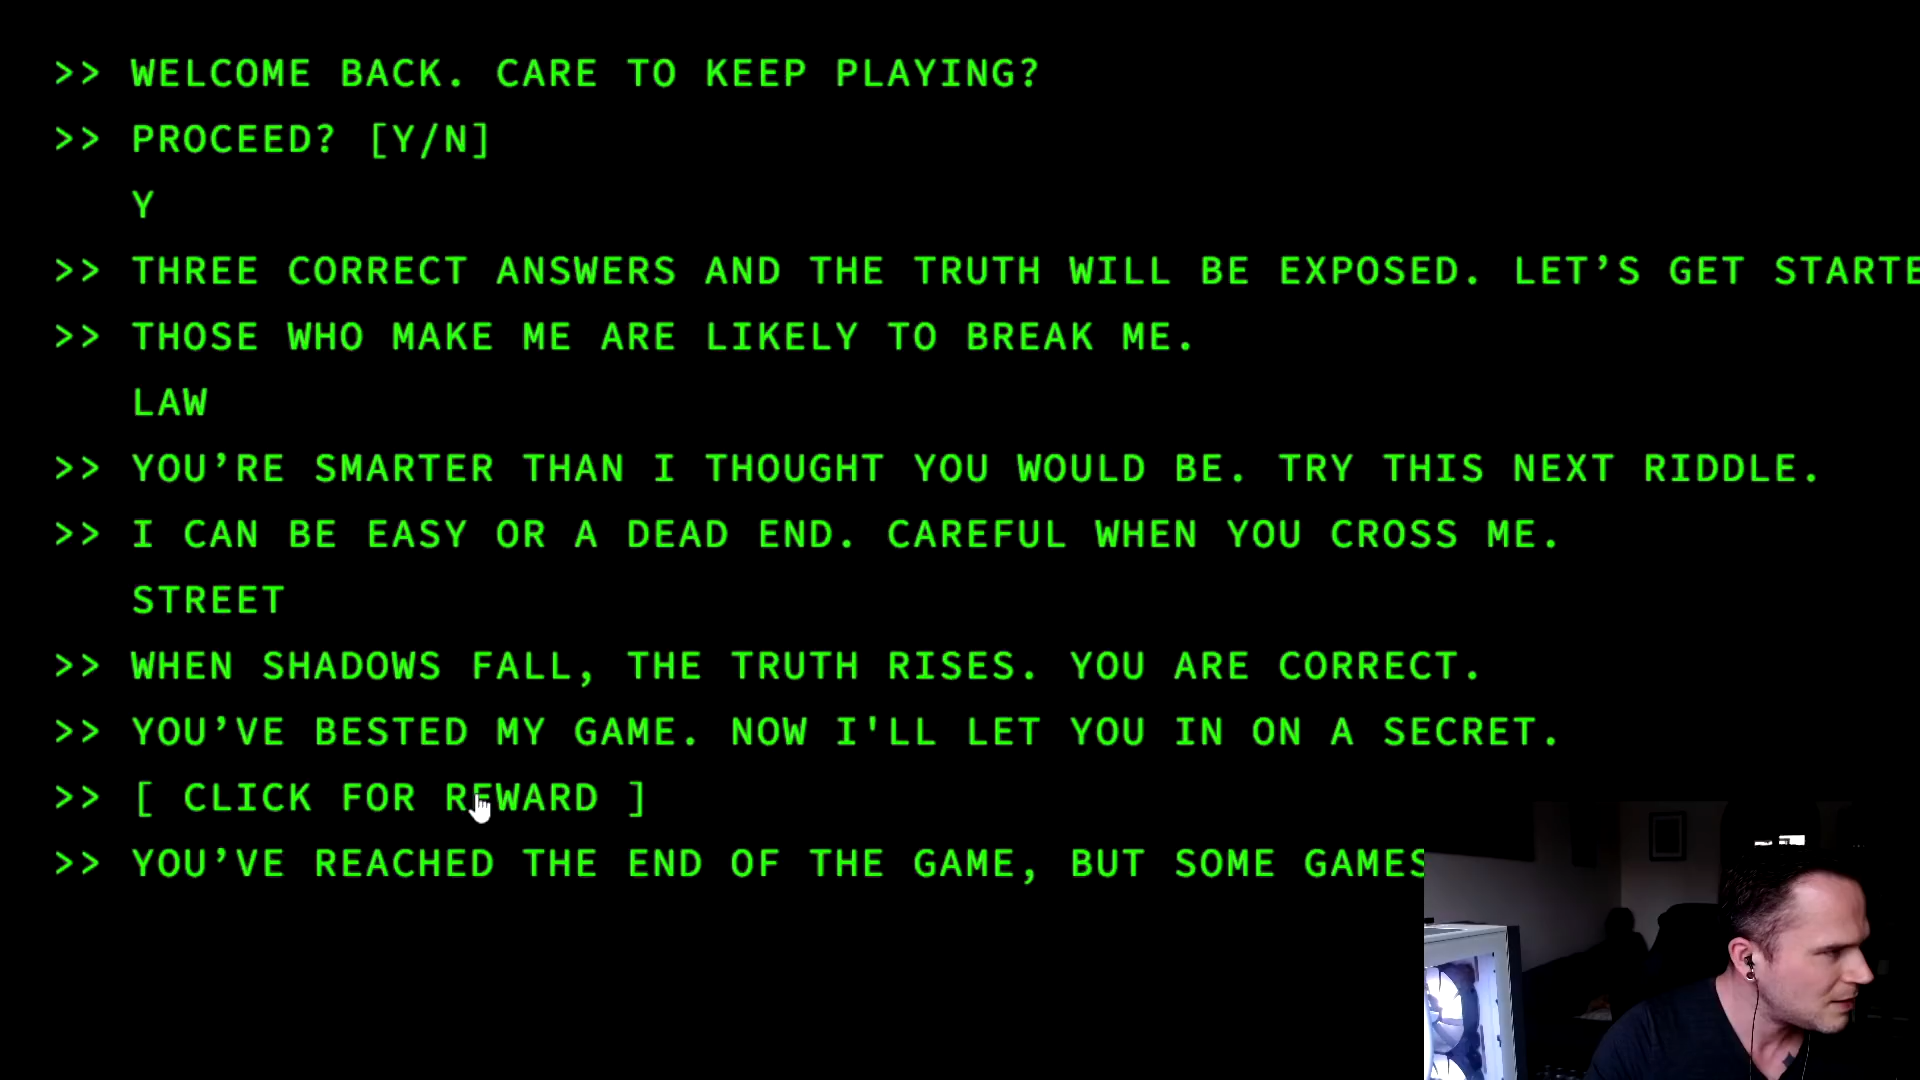 >> WELCOME BACK. CARE TO KEEP PLAYING?
>> PROCEED? [Y/N]
Y
>> THREE CORRECT ANSWERS AND THE TRUTH WILL BE EXPOSED. LET’S GET STARTE
>> THOSE WHO MAKE ME ARE LIKELY TO BREAK ME.
LAW
>> YOU’RE SMARTER THAN I THOUGHT YOU WOULD BE. TRY THIS NEXT RIDDLE.
>> I CAN BE EASY OR A DEAD END. CAREFUL WHEN YOU CROSS ME.
STREET
>> WHEN SHADOWS FALL, THE TRUTH RISES. YOU ARE CORRECT.
>> YOU’VE BESTED MY GAME. NOW I'LL LET YOU IN ON A SECRET.
>> [ CLICK FOR REWARD ]
>> YOU’VE REACHED THE END OF THE GAME, BUT SOME GAMES